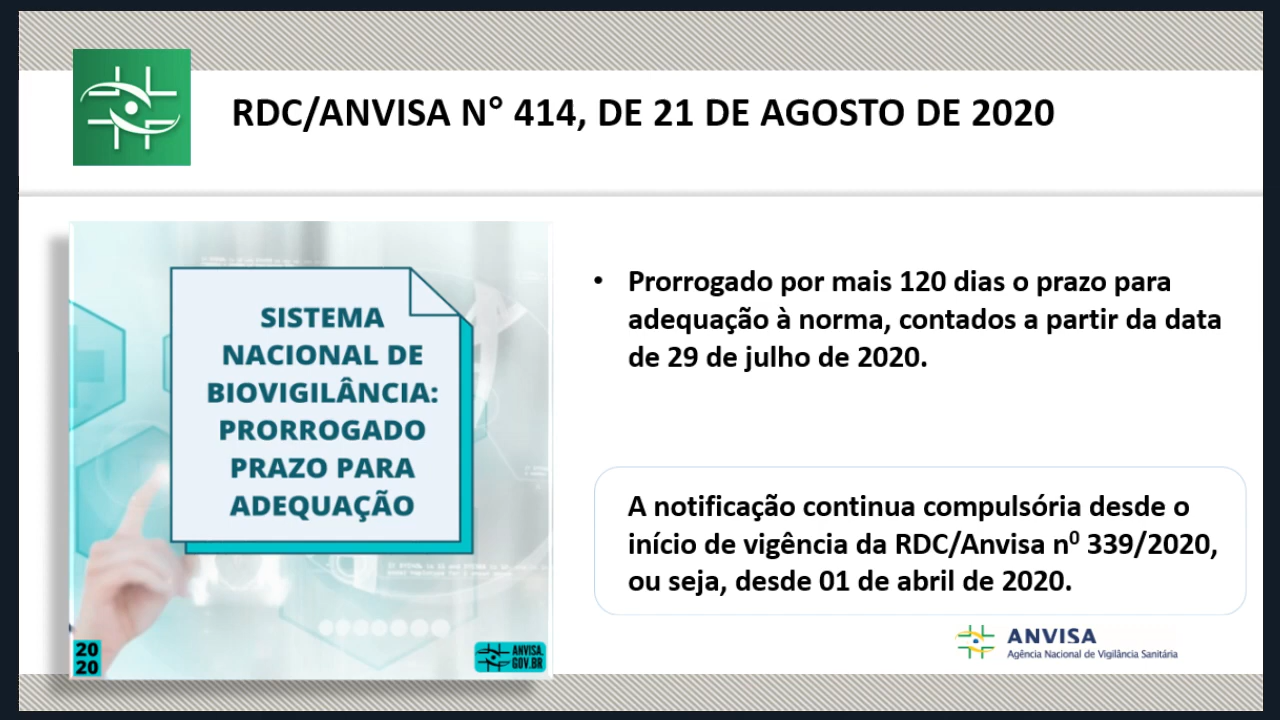 RDC/ANVISA N° 414, DE 21 DE AGOSTO DE 2020
SISTEMA
NACIONAL DE
BIOVIGILÂNCIA:
PRORROGADO
PRAZO PARA
ADEQUAÇÃO
20
20
ANVISA.
GOV.BR
• Prorrogado por mais 120 dias o prazo para
adequação à norma, contados a partir da data
de 29 de julho de 2020.
A notificação continua compulsória desde o
início de vigência da RDC/Anvisa n⁰ 339/2020,
ou seja, desde 01 de abril de 2020.
ANVISA
Agência Nacional de Vigilância Sanitária